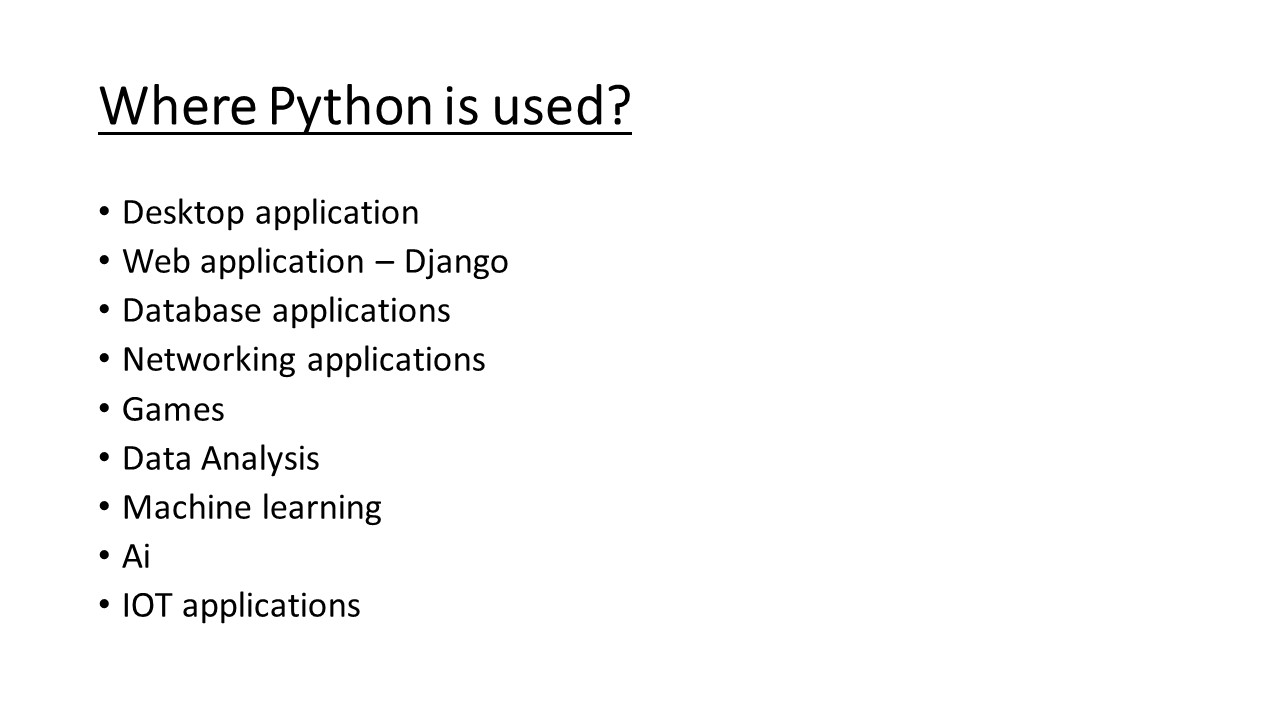 Where Python is used?
• Desktop application
• Web application – Django
• Database applications
• Networking applications
• Games
• Data Analysis
• Machine learning
• Ai
• IOT applications